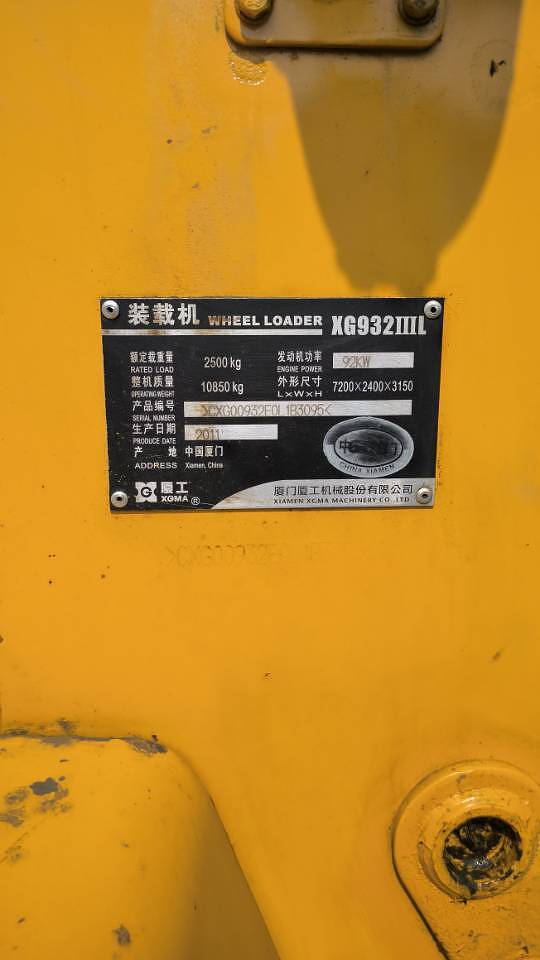 装载机 WHEEL LOADER XG932IIIL
额定载重量 2500 kg 发动机功率 92KW
RATED LOAD ENGINE POWER
整机质量 10850 kg 外形尺寸 7200×2400×3150
OPERATING WEIGHT L×W×H
产品编号 >CXG00932E0L1B3095<
SERIAL NUMBER
生产日期 2011
PRODUCE DATE
产 地 中国厦门
ADDRESS Xiamen, China
CHINA XIAMEN
厦工 XGMA ®
厦门厦工机械股份有限公司
XIAMEN XGMA MACHINERY CO.,LTD.